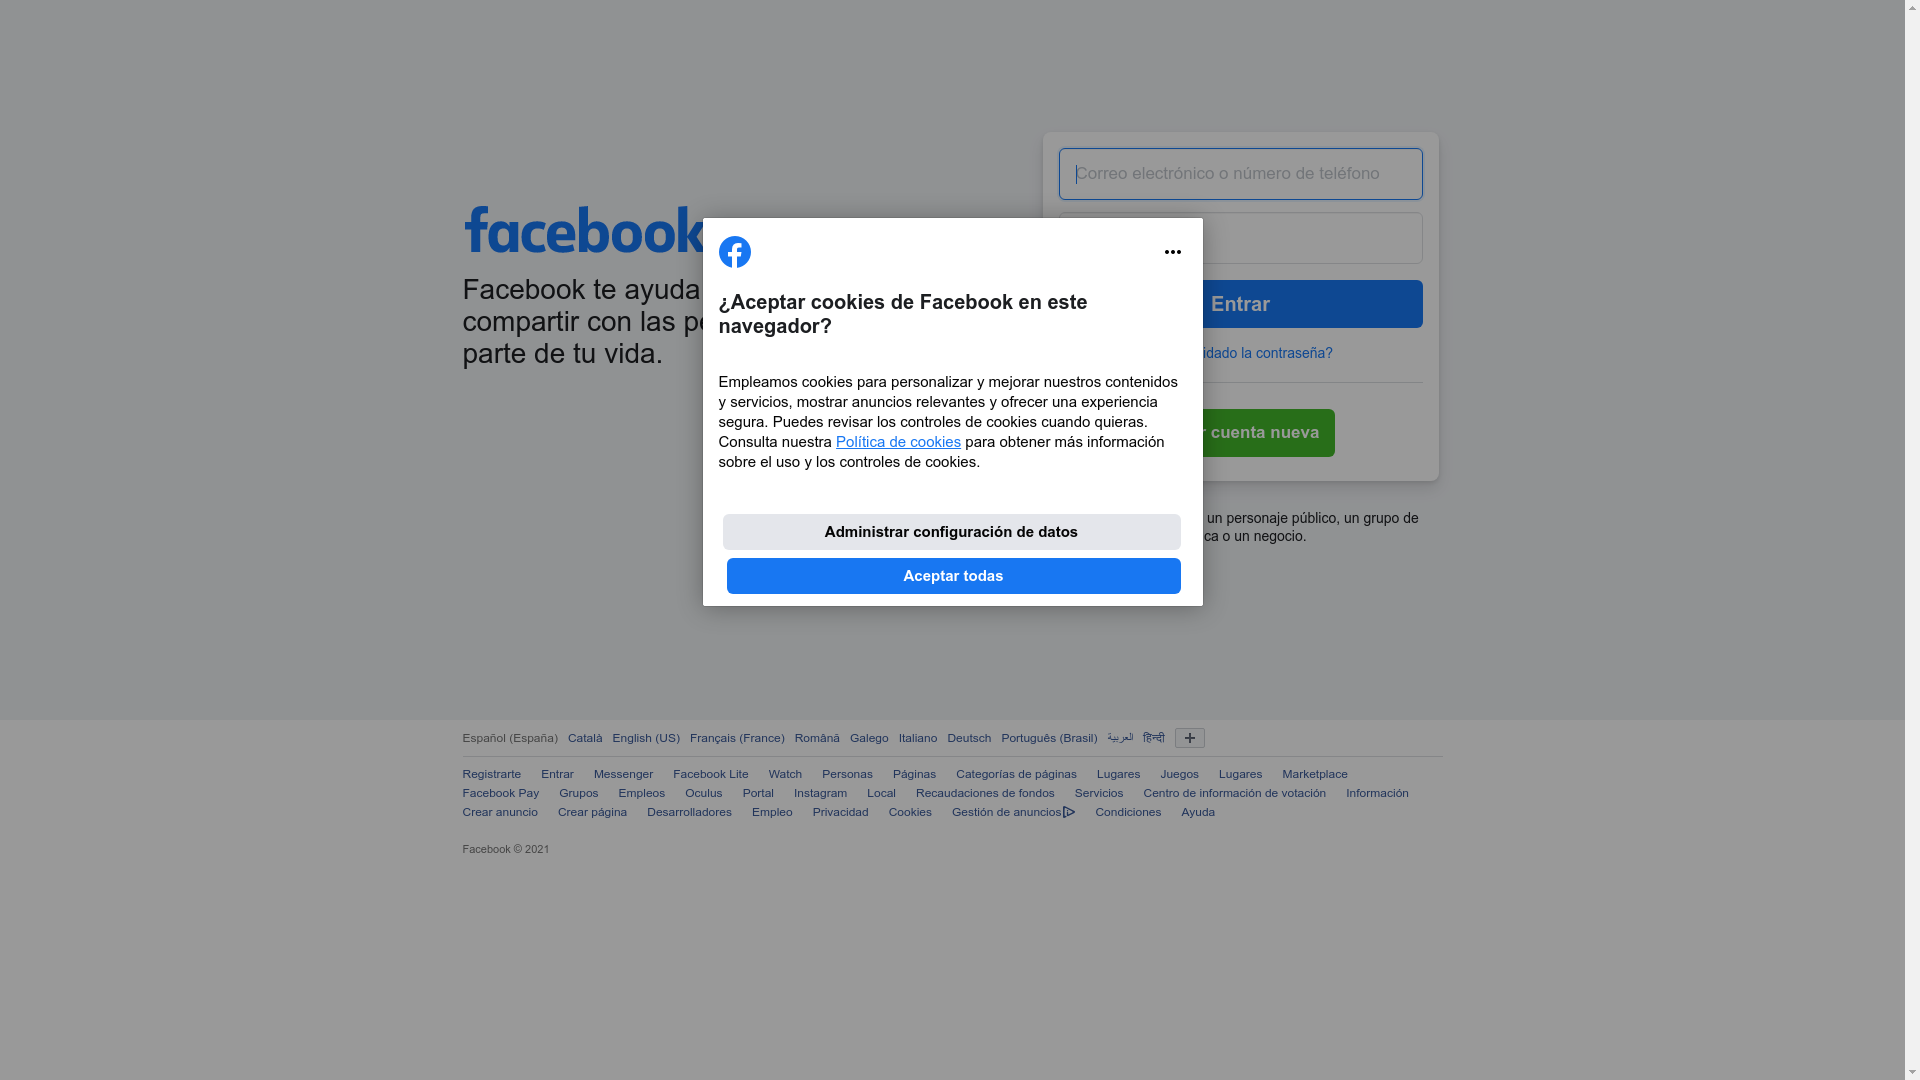 facebook
Facebook te ayuda
compartir con las pe
parte de tu vida.
Correo electrónico o número de teléfono
Entrar
idado la contraseña?
r cuenta nueva
un personaje público, un grupo de
ca o un negocio.
¿Aceptar cookies de Facebook en este
navegador?
Empleamos cookies para personalizar y mejorar nuestros contenidos
y servicios, mostrar anuncios relevantes y ofrecer una experiencia
segura. Puedes revisar los controles de cookies cuando quieras.
Consulta nuestra Política de cookies para obtener más información
sobre el uso y los controles de cookies.
Administrar configuración de datos
Aceptar todas
Español (España) Català English (US) Français (France) Română Galego Italiano Deutsch Português (Brasil) العربية हिन्दी
Registrarte Entrar Messenger Facebook Lite Watch Personas Páginas Categorías de páginas Lugares Juegos Lugares Marketplace
Facebook Pay Grupos Empleos Oculus Portal Instagram Local Recaudaciones de fondos Servicios Centro de información de votación Información
Crear anuncio Crear página Desarrolladores Empleo Privacidad Cookies Gestión de anuncios Condiciones Ayuda
Facebook © 2021